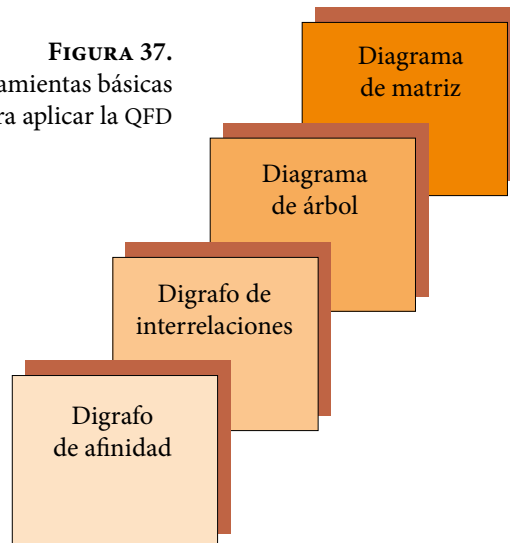 FIGURA 37.
amientas básicas
ra aplicar la QFD
Diagrama
de matriz
Diagrama
de árbol
Digrafo de
interrelaciones
Digrafo
de afinidad